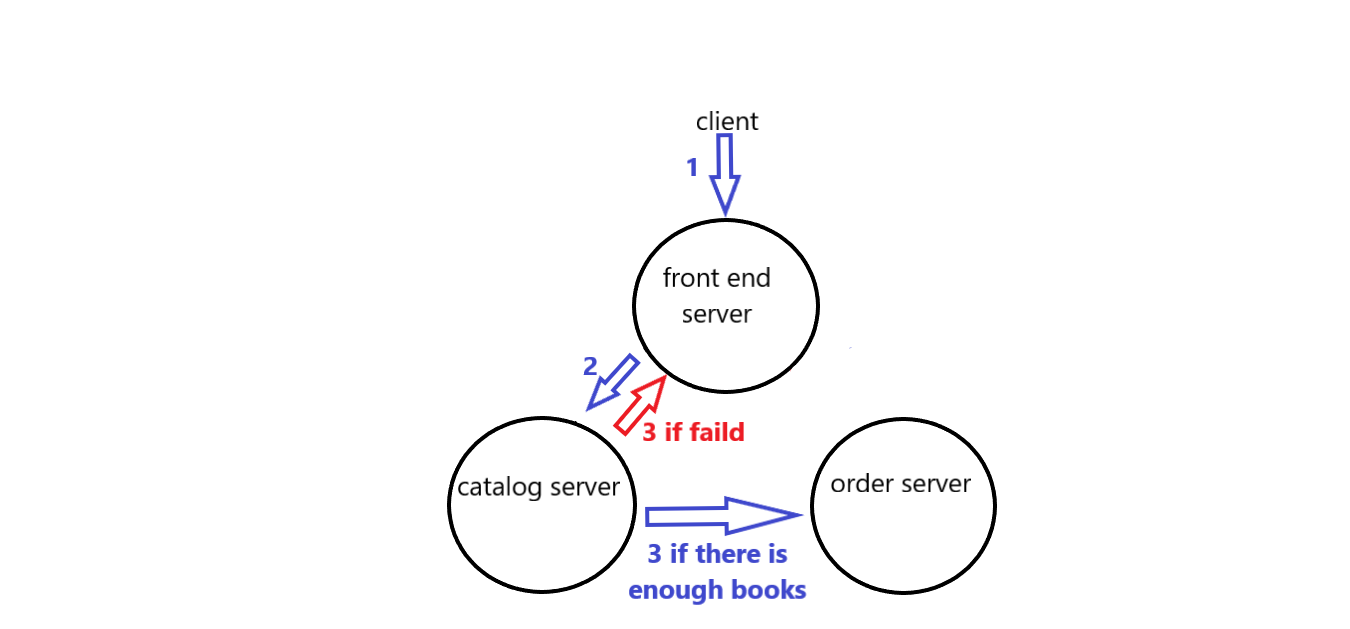 client
1
front end
server
2
3 if faild
catalog server
order server
3 if there is
enough books